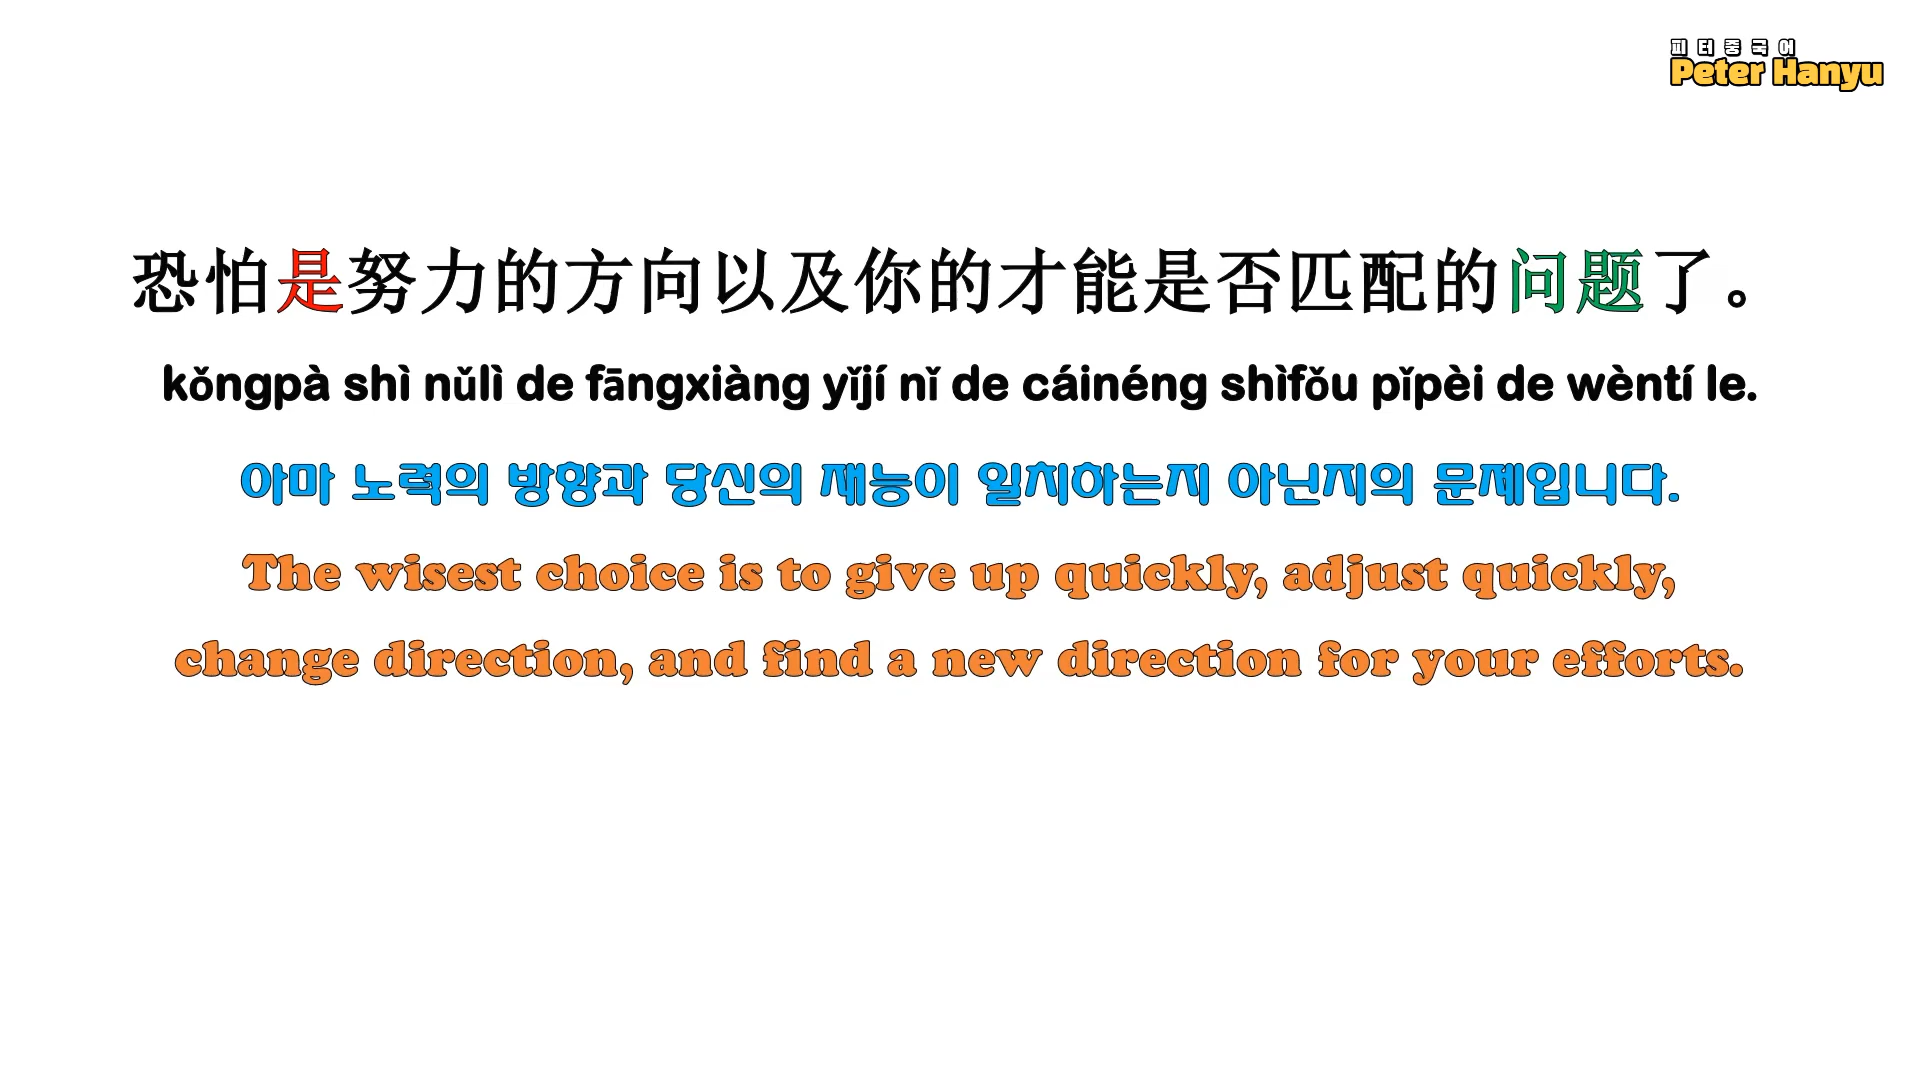 피터중국어
Peter Hanyu
恐怕是努力的方向以及你的才能是否匹配的问题了。
kǒngpà shì nǔlì de fāngxiàng yǐjí nǐ de cáinéng shìfǒu pǐpèi de wèntí le.
아마 노력의 방향과 당신의 재능이 일치하는지 아닌지의 문제입니다.
The wisest choice is to give up quickly, adjust quickly,
change direction, and find a new direction for your efforts.